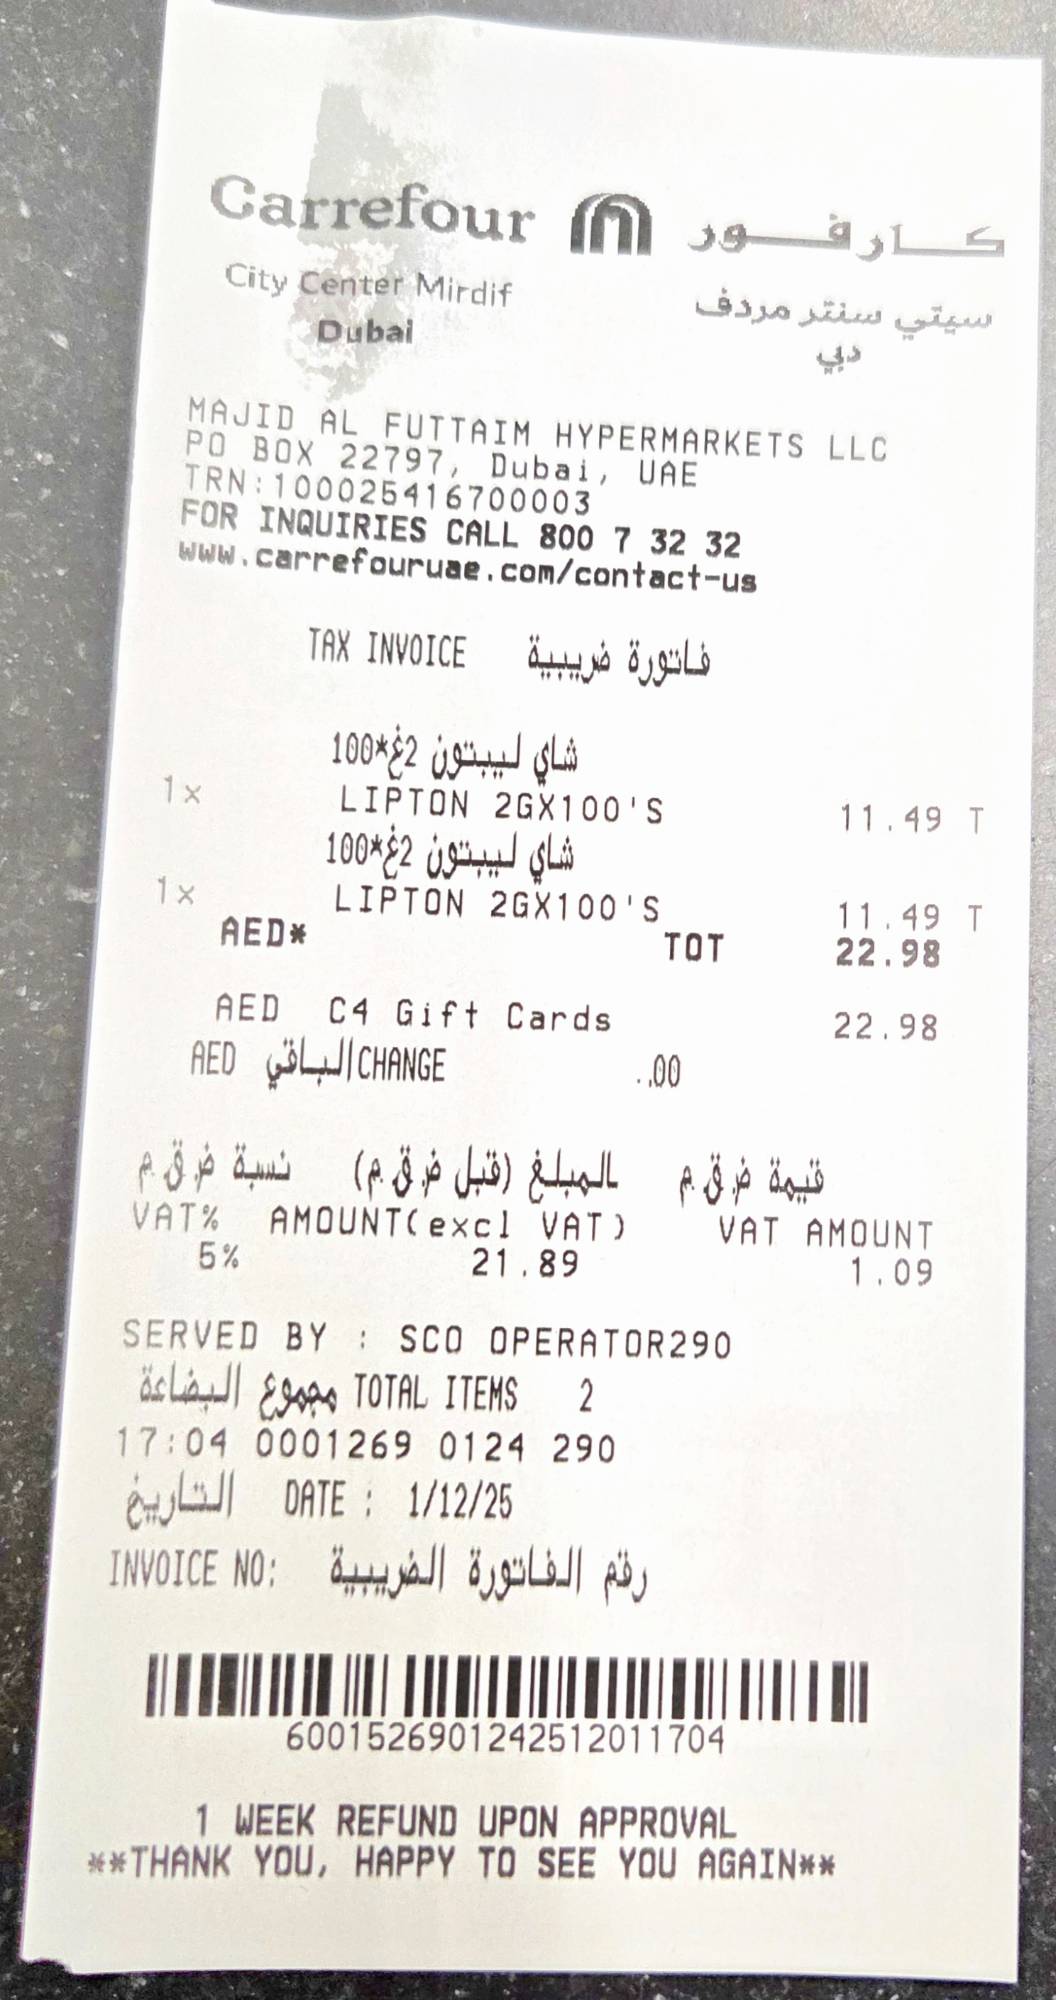 Carrefour كارفور
City Center Mirdif سيتي سنتر مردف
Dubai دبي
MAJID AL FUTTAIM HYPERMARKETS LLC
PO BOX 22797, Dubai, UAE
TRN:100025416700003
FOR INQUIRIES CALL 800 7 32 32
www.carrefouruae.com/contact-us
TAX INVOICE فاتورة ضريبية
شاي ليبتون 2غ*100
1x LIPTON 2GX100'S 11.49 T
شاي ليبتون 2غ*100
1x LIPTON 2GX100'S 11.49 T
AED* TOT 22.98
AED C4 Gift Cards 22.98
AED الباقي CHANGE ..00
نسبة ض.ق.م المبلغ (قبل ض.ق.م) قيمة ض.ق.م
VAT% AMOUNT(excl VAT) VAT AMOUNT
5% 21.89 1.09
SERVED BY : SCO OPERATOR290
مجموع البضاعة TOTAL ITEMS 2
17:04 0001269 0124 290
التاريخ DATE : 1/12/25
INVOICE NO: رقم الفاتورة الضريبية
6001526901242512011704
1 WEEK REFUND UPON APPROVAL
**THANK YOU, HAPPY TO SEE YOU AGAIN**